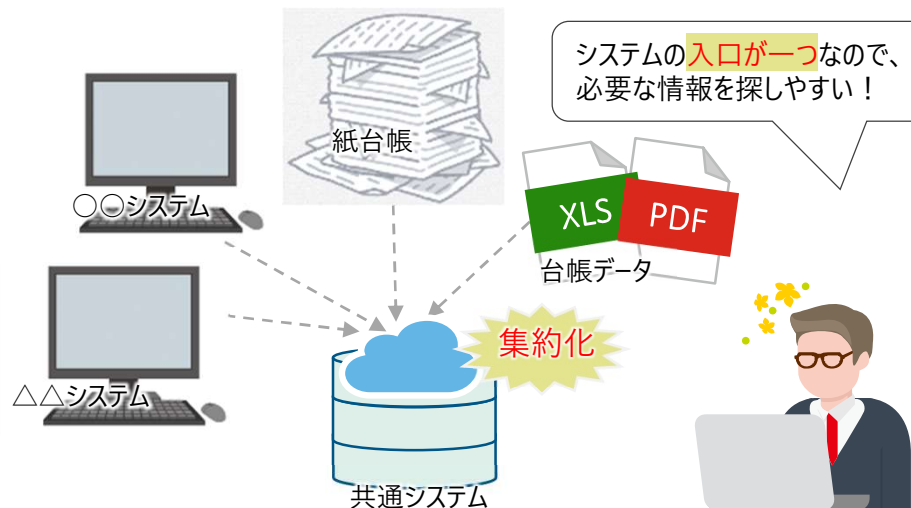 システムの入口が一つなので、
必要な情報を探しやすい！
紙台帳
○○システム
XLS
PDF
台帳データ
集約化
△△システム
共通システム